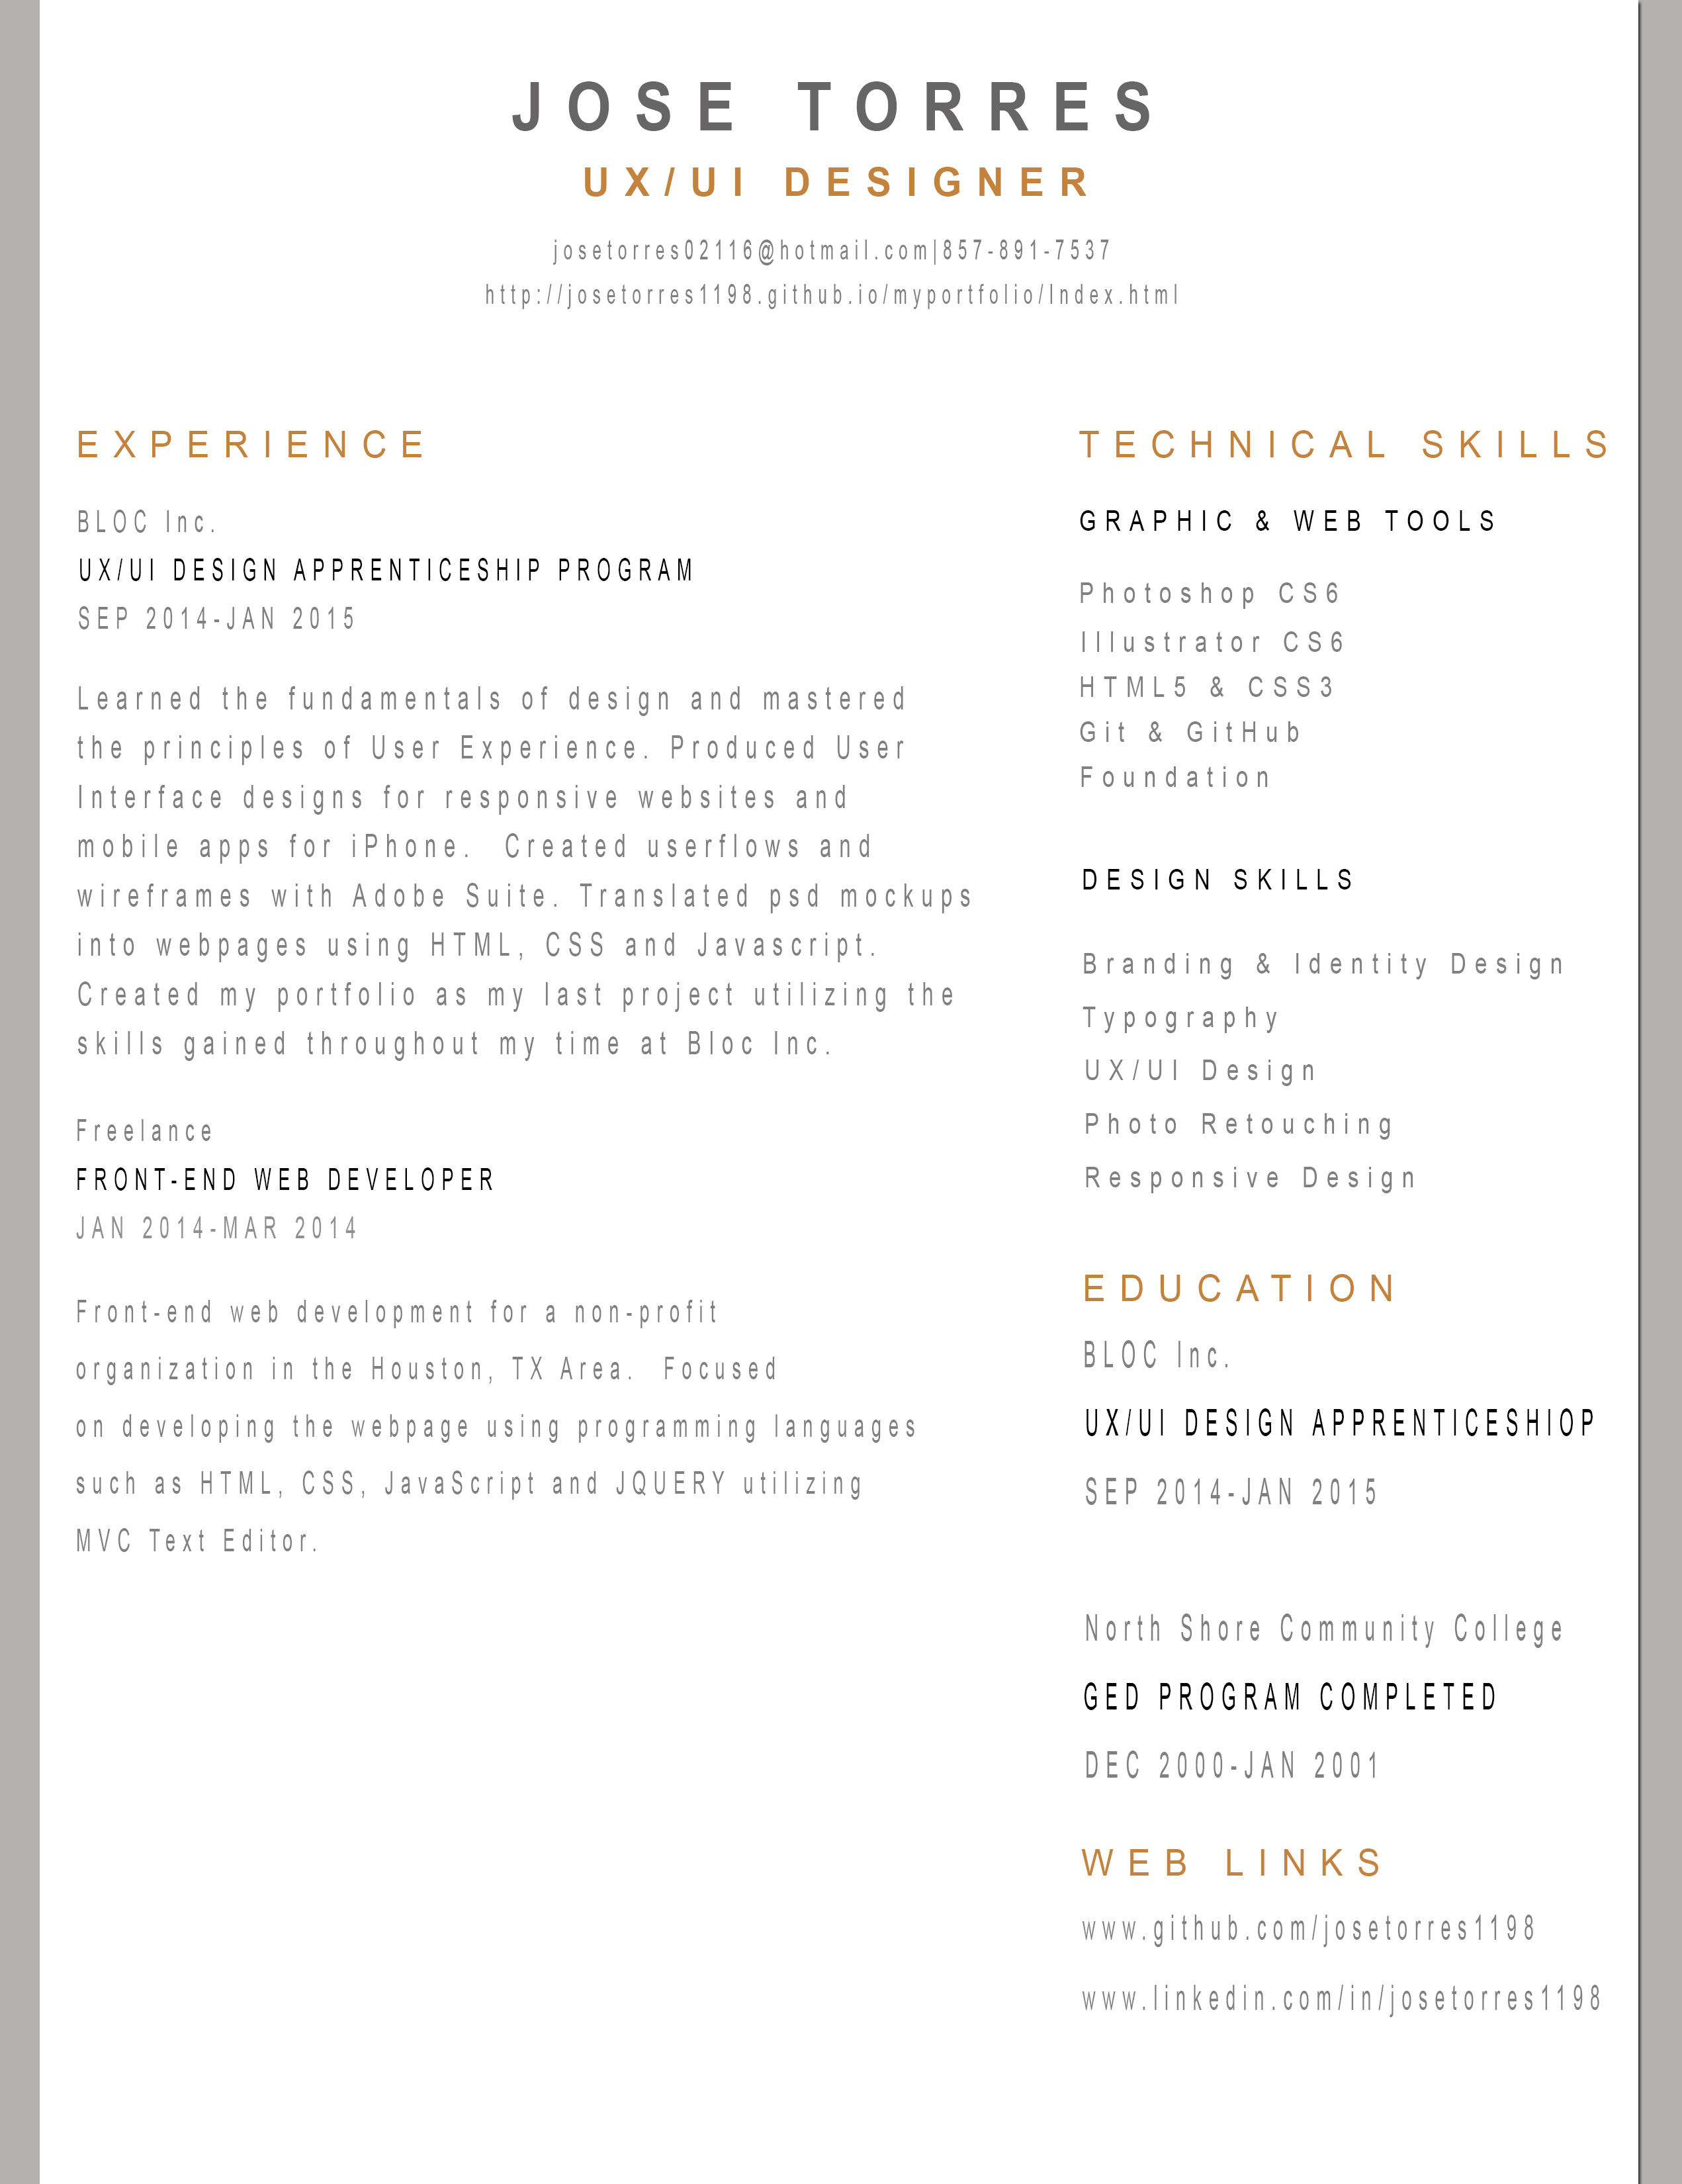 JOSE TORRES
UX/UI DESIGNER
josetorres02116@hotmail.com|857-891-7537
http://josetorres1198.github.io/myportfolio/Index.html
EXPERIENCE
BLOC Inc.
UX/UI DESIGN APPRENTICESHIP PROGRAM
SEP 2014-JAN 2015
Learned the fundamentals of design and mastered
the principles of User Experience. Produced User
Interface designs for responsive websites and
mobile apps for iPhone.  Created userflows and
wireframes with Adobe Suite. Translated psd mockups
into webpages using HTML, CSS and Javascript.
Created my portfolio as my last project utilizing the
skills gained throughout my time at Bloc Inc.
Freelance
FRONT-END WEB DEVELOPER
JAN 2014-MAR 2014
Front-end web development for a non-profit
organization in the Houston, TX Area.  Focused
on developing the webpage using programming languages
such as HTML, CSS, JavaScript and JQUERY utilizing
MVC Text Editor.
TECHNICAL SKILLS
GRAPHIC & WEB TOOLS
Photoshop CS6
Illustrator CS6
HTML5 & CSS3
Git & GitHub
Foundation
DESIGN SKILLS
Branding & Identity Design
Typography
UX/UI Design
Photo Retouching
Responsive Design
EDUCATION
BLOC Inc.
UX/UI DESIGN APPRENTICESHIOP
SEP 2014-JAN 2015
North Shore Community College
GED PROGRAM COMPLETED
DEC 2000-JAN 2001
WEB LINKS
www.github.com/josetorres1198
www.linkedin.com/in/josetorres1198